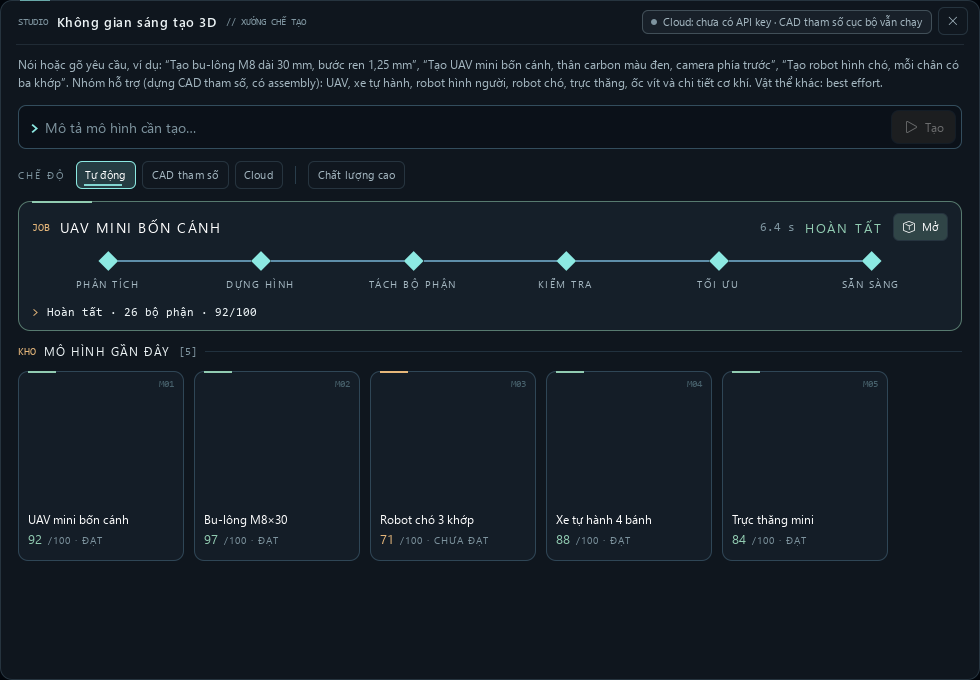 STUDIO Không gian sáng tạo 3D // XƯỞNG CHẾ TẠO
Cloud: chưa có API key · CAD tham số cục bộ vẫn chạy
Nói hoặc gõ yêu cầu, ví dụ: “Tạo bu-lông M8 dài 30 mm, bước ren 1,25 mm”, “Tạo UAV mini bốn cánh, thân carbon màu đen, camera phía trước”, “Tạo robot hình chó, mỗi chân có
ba khớp”. Nhóm hỗ trợ (dựng CAD tham số, có assembly): UAV, xe tự hành, robot hình người, robot chó, trực thăng, ốc vít và chi tiết cơ khí. Vật thể khác: best effort.
Mô tả mô hình cần tạo...
Tạo
CHẾ ĐỘ Tự động CAD tham số Cloud Chất lượng cao
JOB UAV MINI BỐN CÁNH 6.4 s HOÀN TẤT Mở
PHÂN TÍCH DỰNG HÌNH TÁCH BỘ PHẬN KIỂM TRA TỐI ƯU SẴN SÀNG
Hoàn tất · 26 bộ phận · 92/100
KHO MÔ HÌNH GẦN ĐÂY [5]
M01 M02 M03 M04 M05
UAV mini bốn cánh Bu-lông M8×30 Robot chó 3 khớp Xe tự hành 4 bánh Trực thăng mini
92 /100 · ĐẠT 97 /100 · ĐẠT 71 /100 · CHƯA ĐẠT 88 /100 · ĐẠT 84 /100 · ĐẠT